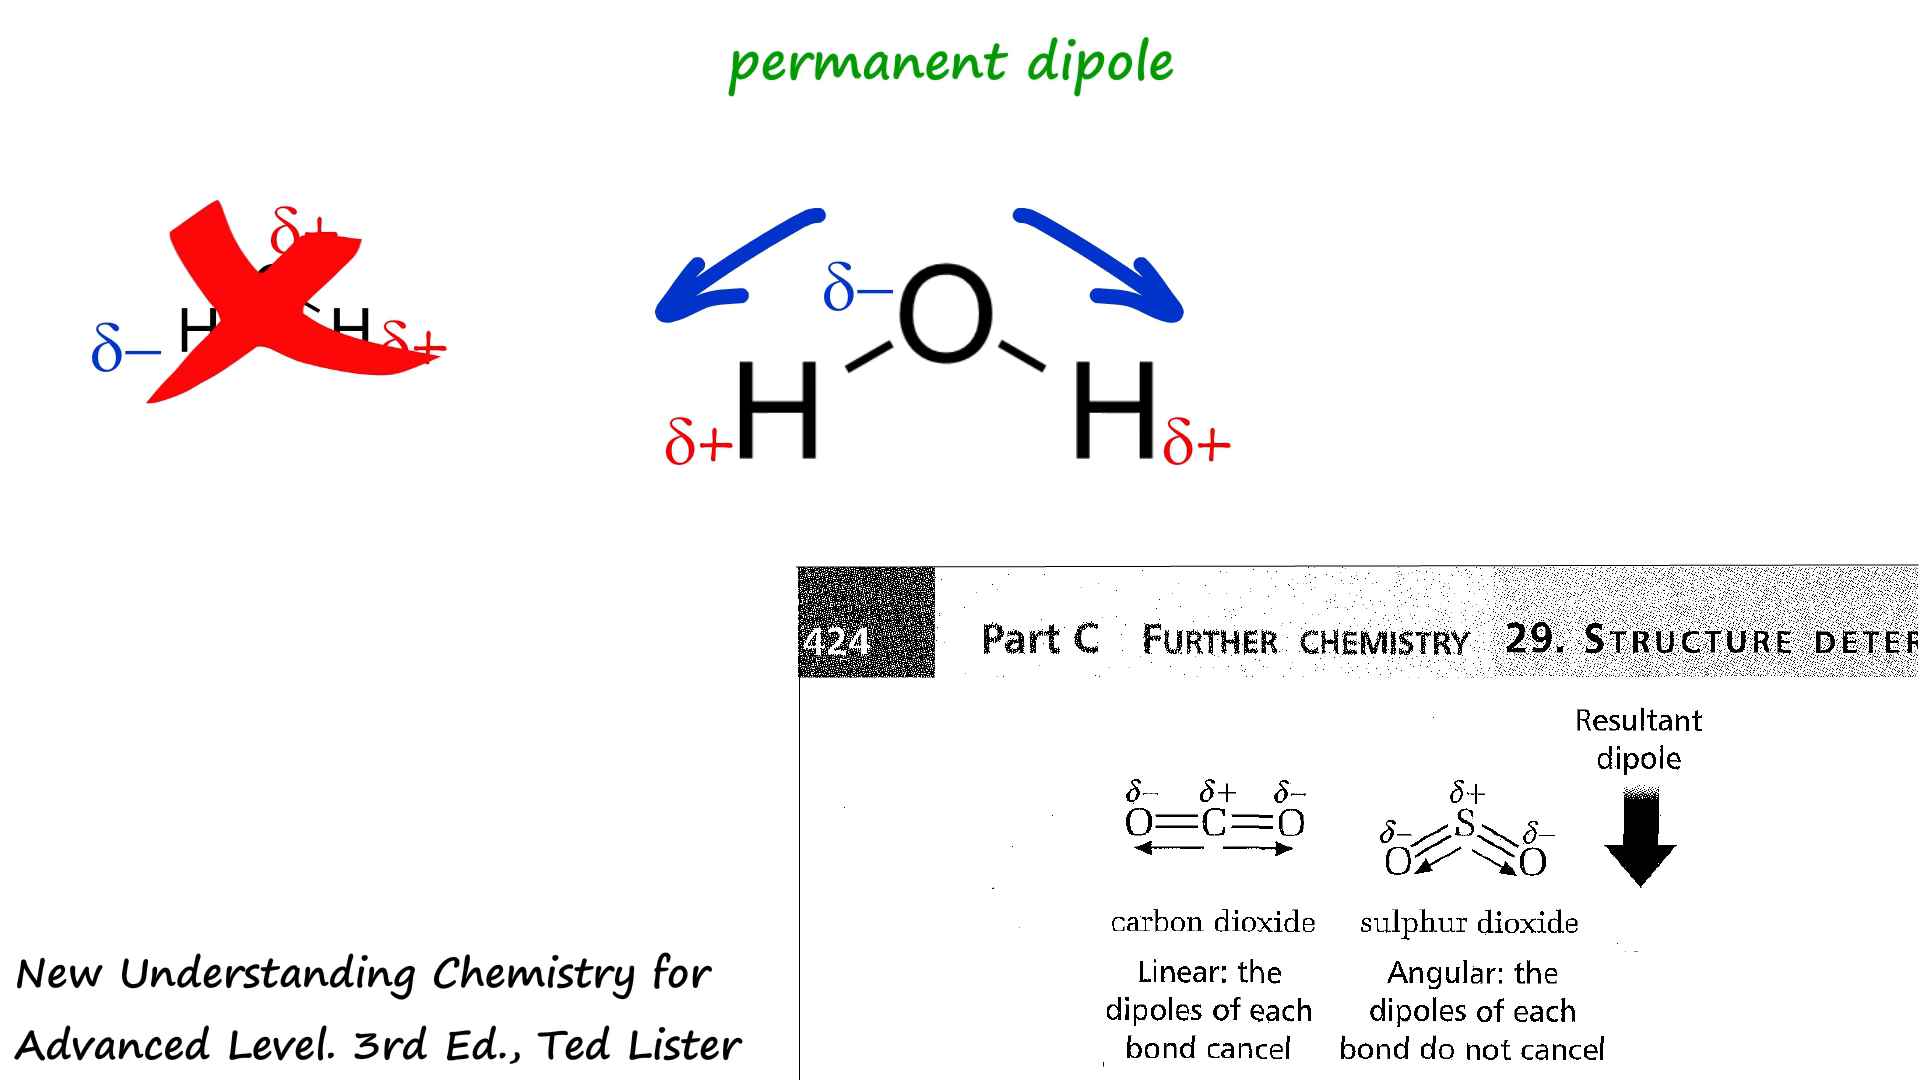 permanent dipole
δ+
δ− H H δ+
δ− O
H H
δ+ δ+
424 Part C FURTHER CHEMISTRY 29. STRUCTURE DETER
Resultant
dipole
δ− δ+ δ−
O=C=O
δ+
S
δ− δ−
O O
carbon dioxide
Linear: the
dipoles of each
bond cancel
sulphur dioxide
Angular: the
dipoles of each
bond do not cancel
New Understanding Chemistry for
Advanced Level. 3rd Ed., Ted Lister